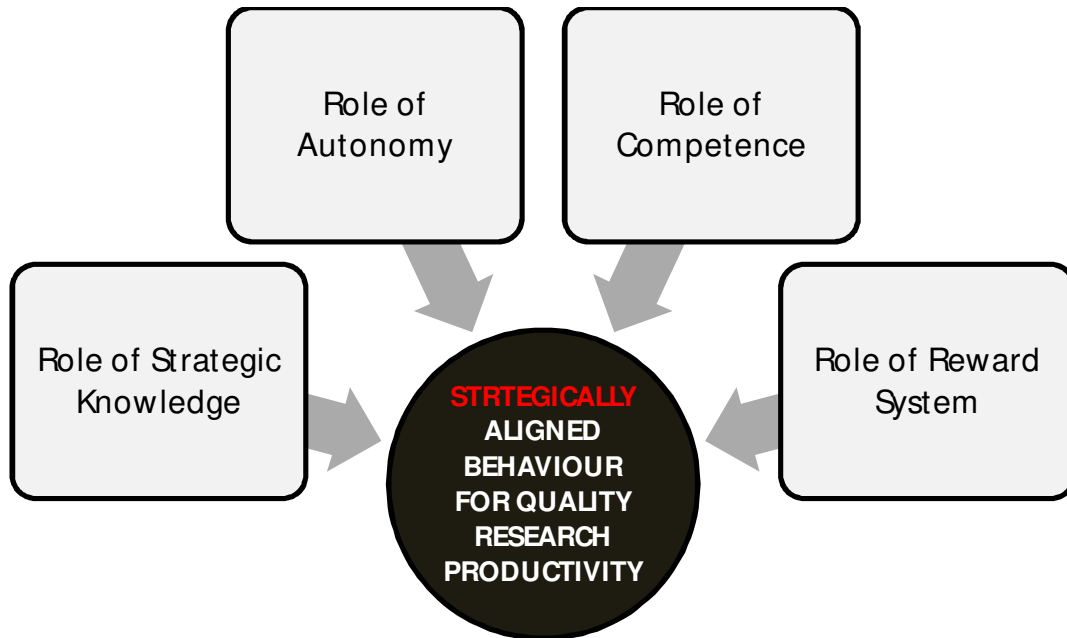 Role of
Autonomy
Role of
Competence
Role of Strategic
Knowledge
Role of Reward
System
STRTEGICALLY
ALIGNED
BEHAVIOUR
FOR QUALITY
RESEARCH
PRODUCTIVITY